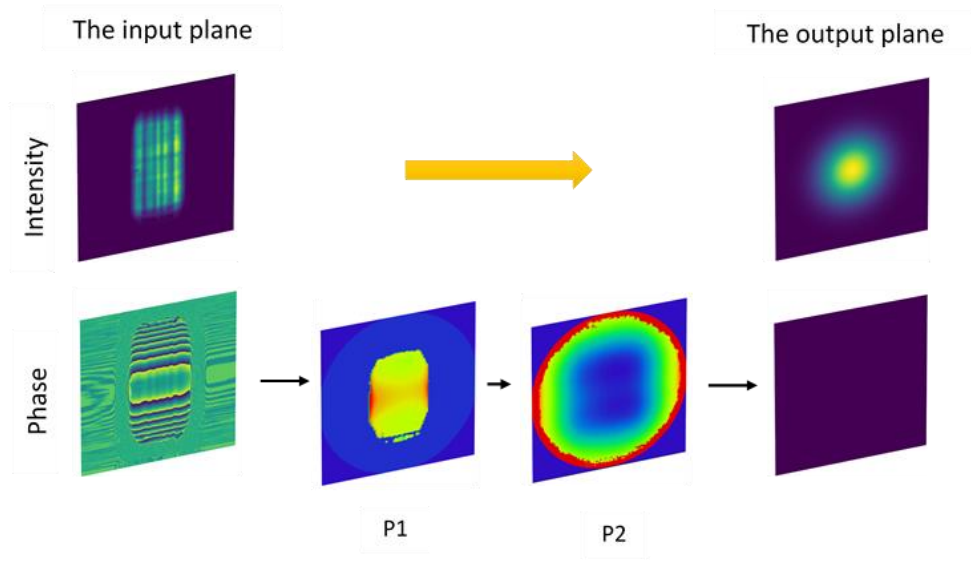 The input plane
The output plane
Intensity
Phase
P1
P2